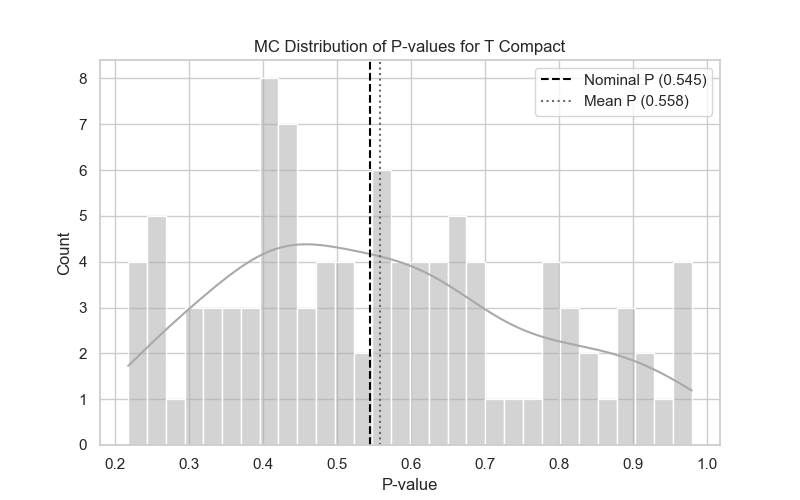 MC Distribution of P-values for T Compact
Nominal P (0.545)
Mean P (0.558)
Count
8
7
6
5
4
3
2
1
0
0.2 0.3 0.4 0.5 0.6 0.7 0.8 0.9 1.0
P-value